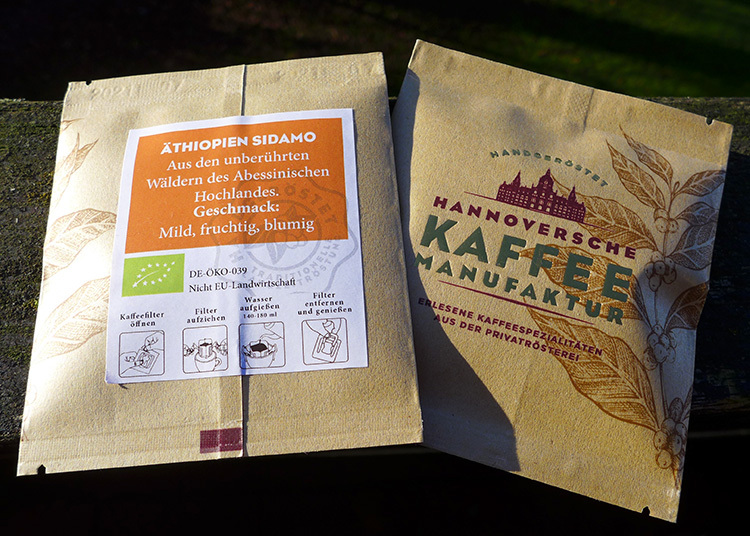 ÄTHIOPIEN SIDAMO
Aus den unberührten
Wäldern des Abessinischen
Hochlandes.
Geschmack:
Mild, fruchtig, blumig
DE-ÖKO-039
Nicht EU-Landwirtschaft
Kaffeefilter
öffnen
Filter
aufziehen
Wasser
aufgießen
140-180 ml
Filter
entfernen
und genießen
HANDGERÖSTET
HANNOVERSCHE
KAFFEE
MANUFAKTUR
ERLESENE KAFFEESPEZIALITÄTEN
AUS DER PRIVATRÖSTEREI